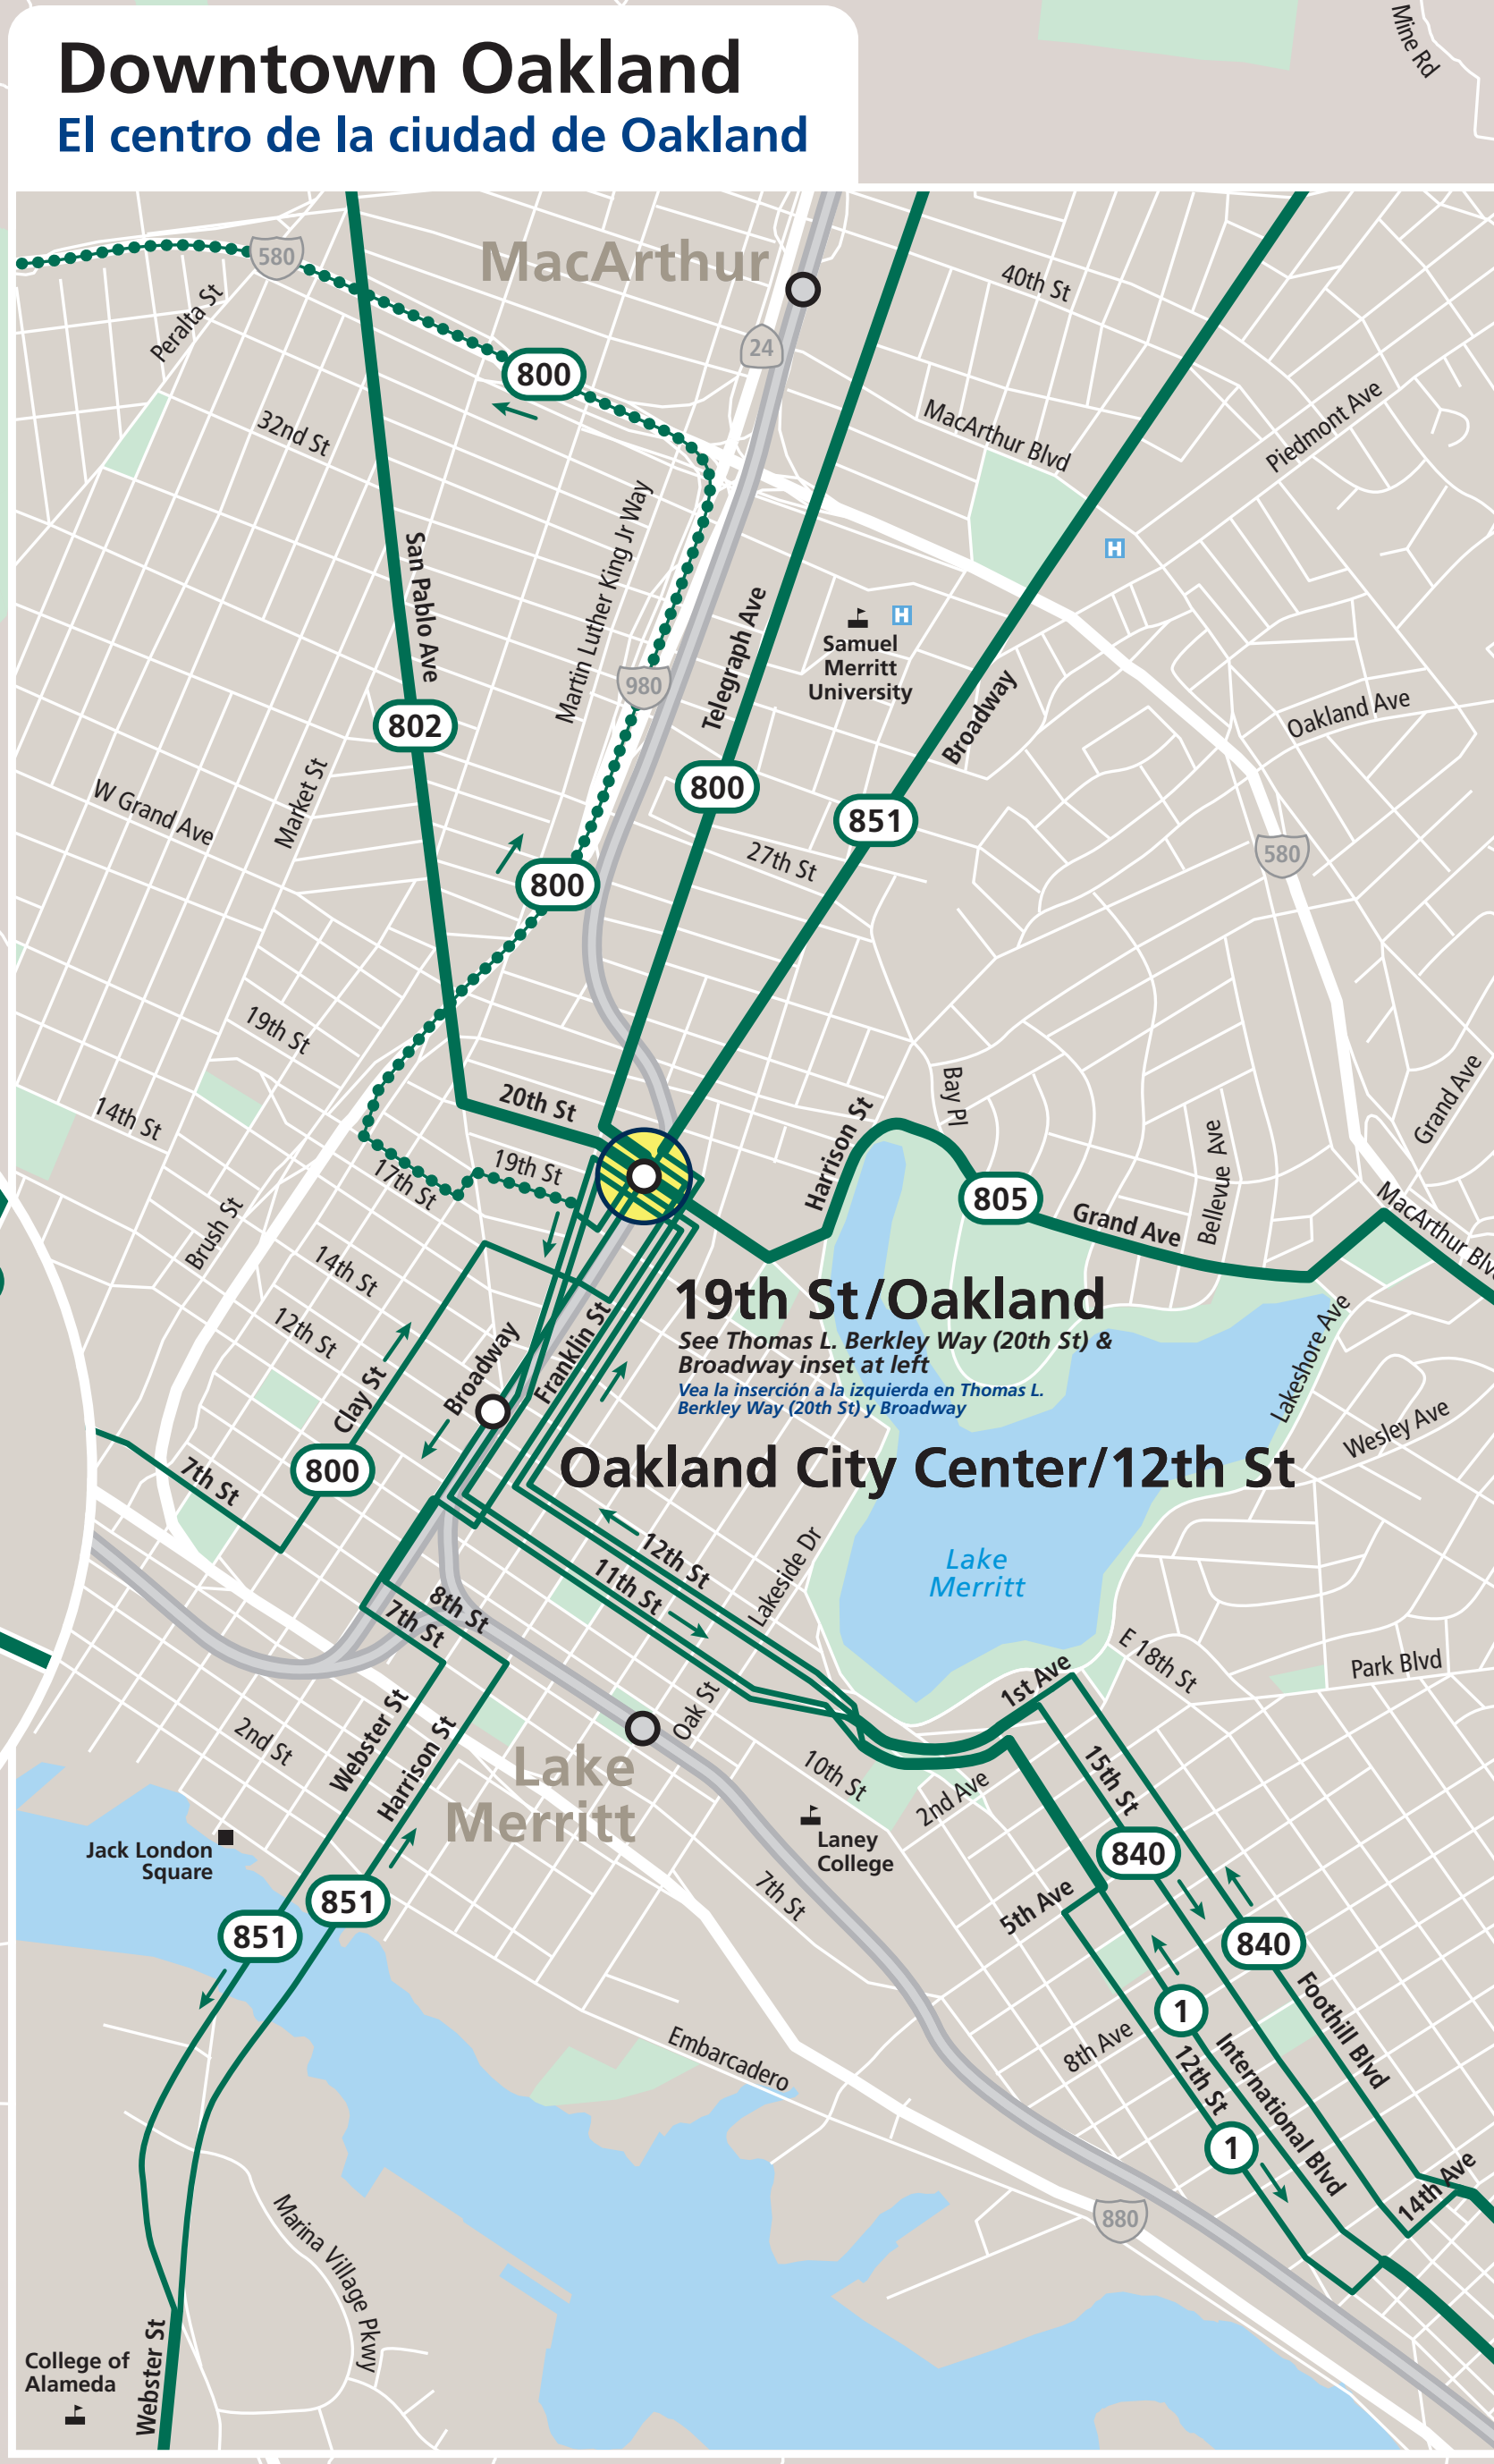 Downtown Oakland
El centro de la ciudad de Oakland
Mine Rd
580
MacArthur
40th St
Peralta St
24
800
32nd St
MacArthur Blvd
Piedmont Ave
Martin Luther King Jr Way
San Pablo Ave
H
H
Samuel
Merritt
University
Telegraph Ave
980
Broadway
Oakland Ave
802
800
851
W Grand Ave
Market St
27th St
580
800
19th St
14th St
20th St
Bay Pl
Harrison St
Grand Ave
19th St
17th St
805
Grand Ave
Bellevue Ave
MacArthur Blvd
Brush St
14th St
12th St
19th St/Oakland
See Thomas L. Berkley Way (20th St) &
Broadway inset at left
Vea la inserción a la izquierda en Thomas L.
Berkley Way (20th St) y Broadway
Lakeshore Ave
Clay St
Broadway
Franklin St
Wesley Ave
Oakland City Center/12th St
7th St
800
12th St
11th St
Lakeside Dr
Lake
Merritt
8th St
7th St
E 18th St
Park Blvd
1st Ave
Oak St
2nd St
Webster St
Harrison St
Lake
Merritt
10th St
2nd Ave
15th St
Jack London
Square
Laney
College
840
7th St
5th Ave
851
851
840
Foothill Blvd
1
8th Ave
International Blvd
12th St
Embarcadero
1
14th Ave
880
Marina Village Pkwy
College of
Alameda
Webster St